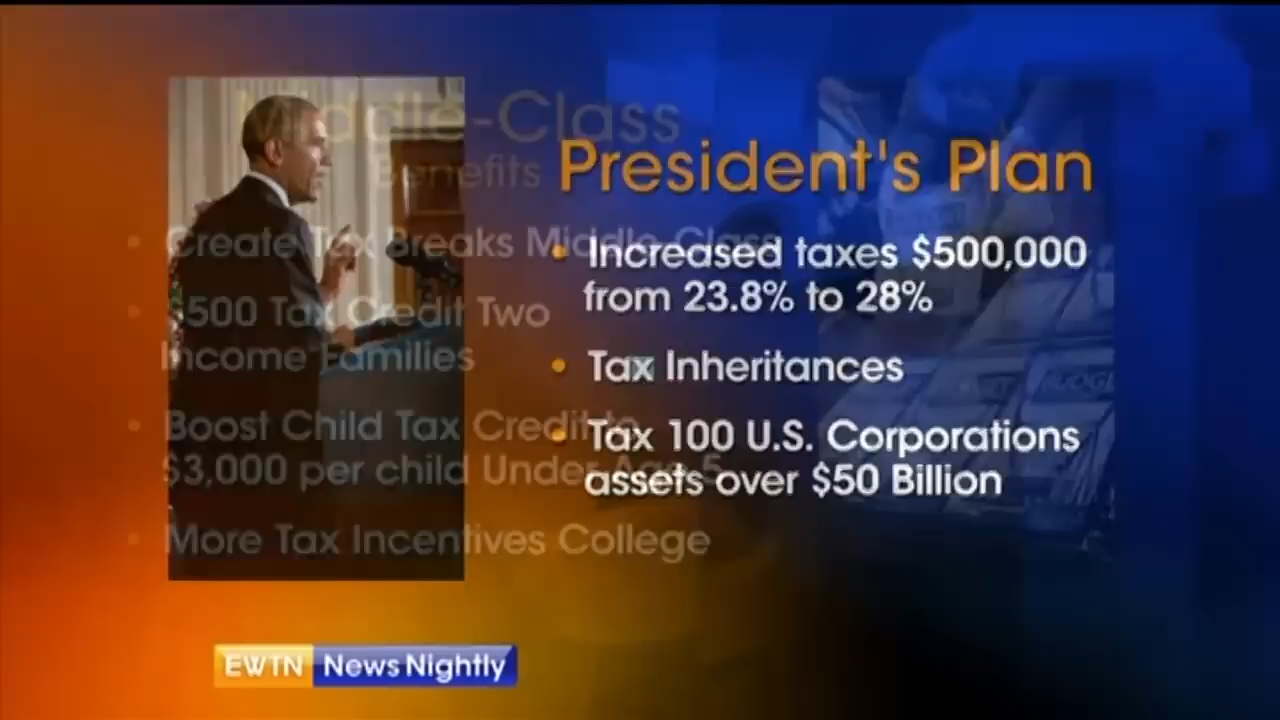 Middle-Class
Benefits
• Create Tax Breaks Middle-Class
• $500 Tax Credit Two
Income Families
• Boost Child Tax Credit to
$3,000 per child Under Age 5
• More Tax Incentives College
President's Plan
• Increased taxes $500,000
from 23.8% to 28%
• Tax Inheritances
• Tax 100 U.S. Corporations
assets over $50 Billion
EWTN News Nightly